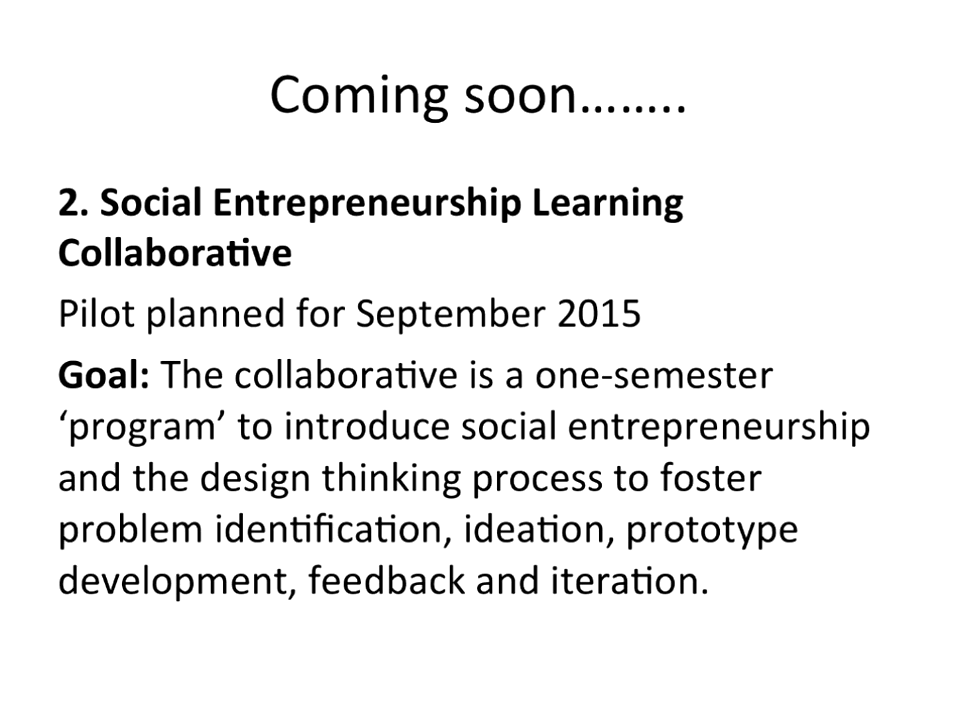 Coming soon……..
2. Social Entrepreneurship Learning
Collaborative
Pilot planned for September 2015
Goal: The collaborative is a one-semester
‘program’ to introduce social entrepreneurship
and the design thinking process to foster
problem identification, ideation, prototype
development, feedback and iteration.